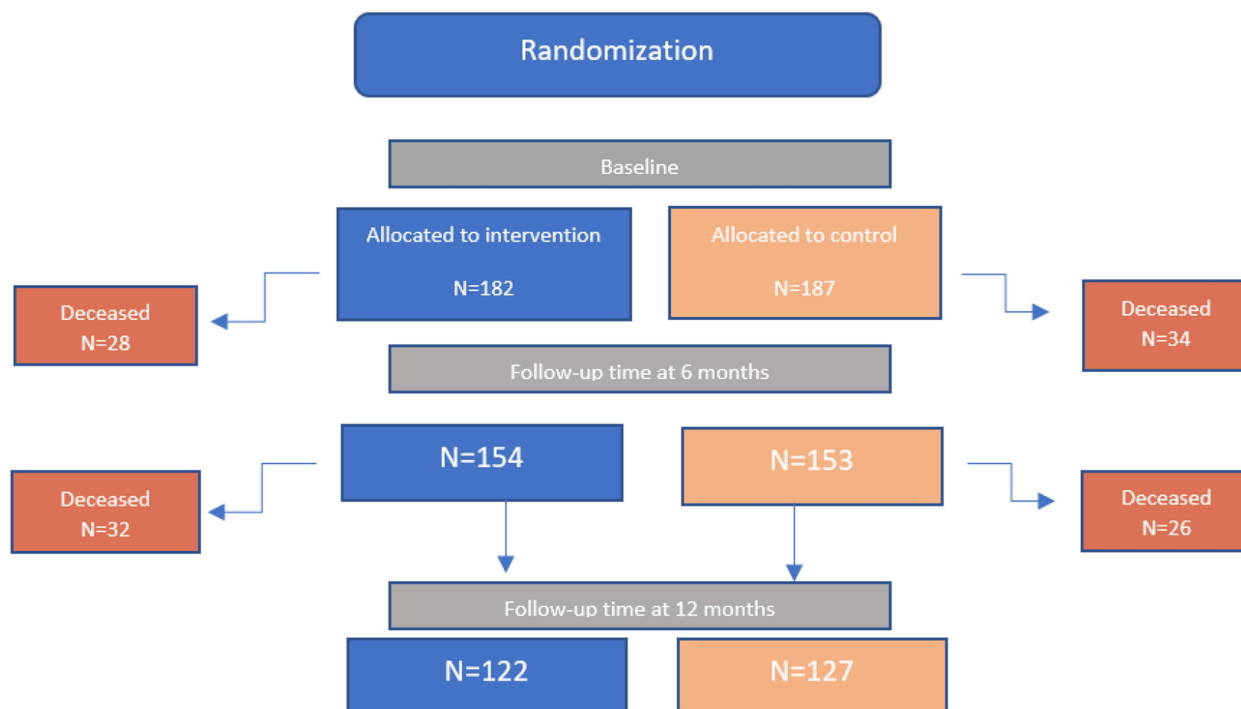 Randomization
Baseline
Allocated to intervention
N=182
Allocated to control
N=187
Deceased
N=28
Deceased
N=34
Follow-up time at 6 months
N=154
N=153
Deceased
N=32
Deceased
N=26
Follow-up time at 12 months
N=122
N=127